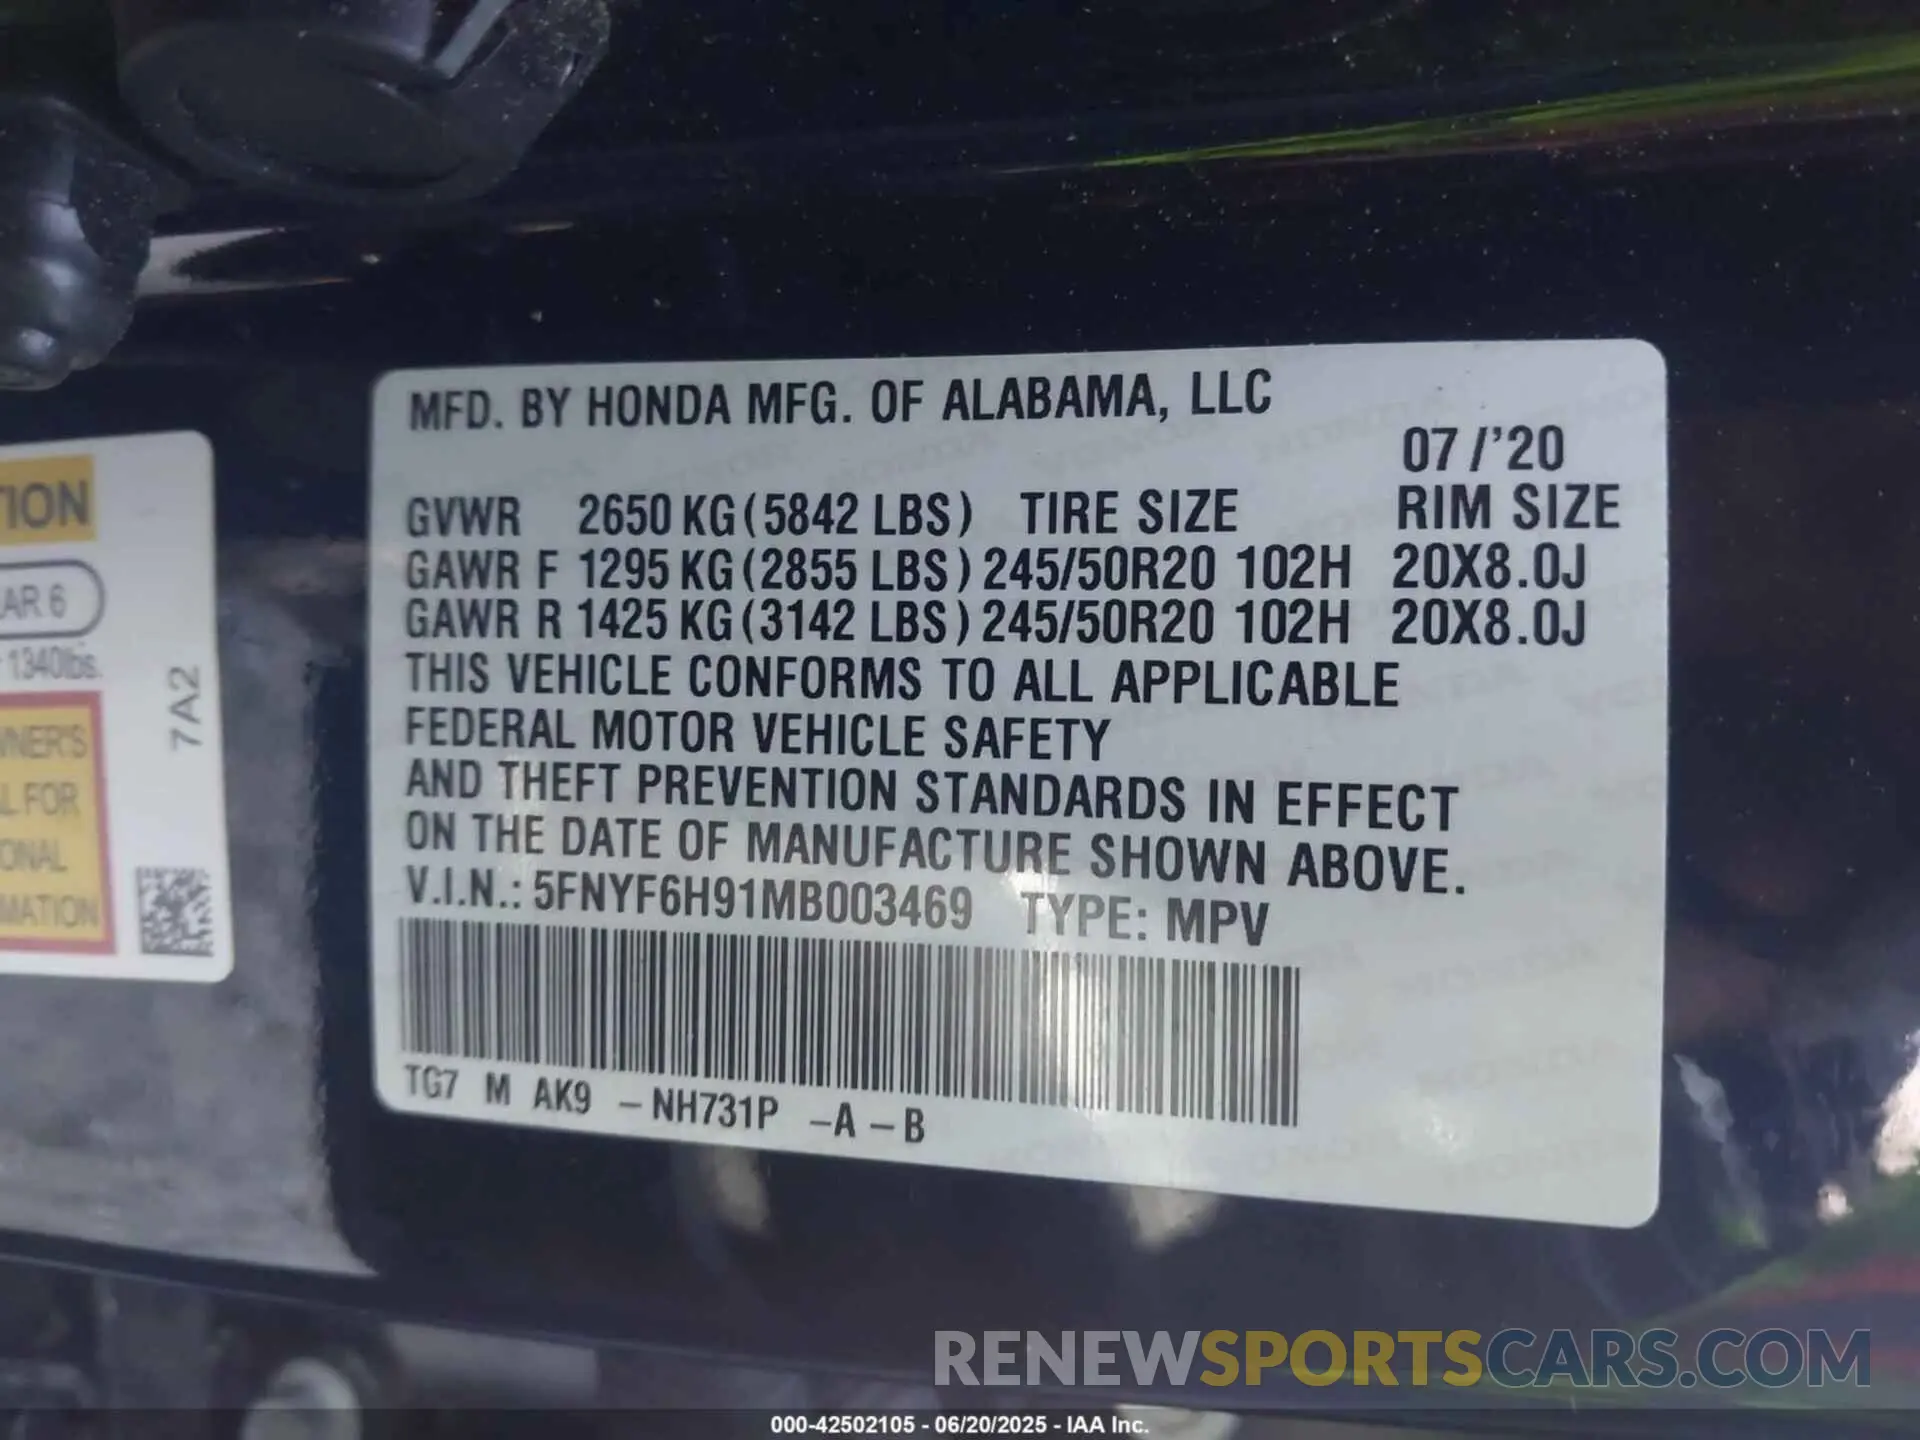 MFD. BY HONDA MFG. OF ALABAMA, LLC
07 /'20
GVWR 2650 KG (5842 LBS) TIRE SIZE RIM SIZE
GAWR F 1295 KG (2855 LBS) 245/50R20 102H 20X8.0J
GAWR R 1425 KG (3142 LBS) 245/50R20 102H 20X8.0J
THIS VEHICLE CONFORMS TO ALL APPLICABLE
FEDERAL MOTOR VEHICLE SAFETY
AND THEFT PREVENTION STANDARDS IN EFFECT
ON THE DATE OF MANUFACTURE SHOWN ABOVE.
V.I.N.: 5FNYF6H91MB003469 TYPE: MPV
TG7 M AK9 – NH731P – A – B
TION
AR 6
1340lbs.
7A2
WNER'S
L FOR
ONAL
MATION
RENEWSPORTSCARS.COM
000-42502105 - 06/20/2025 - IAA Inc.